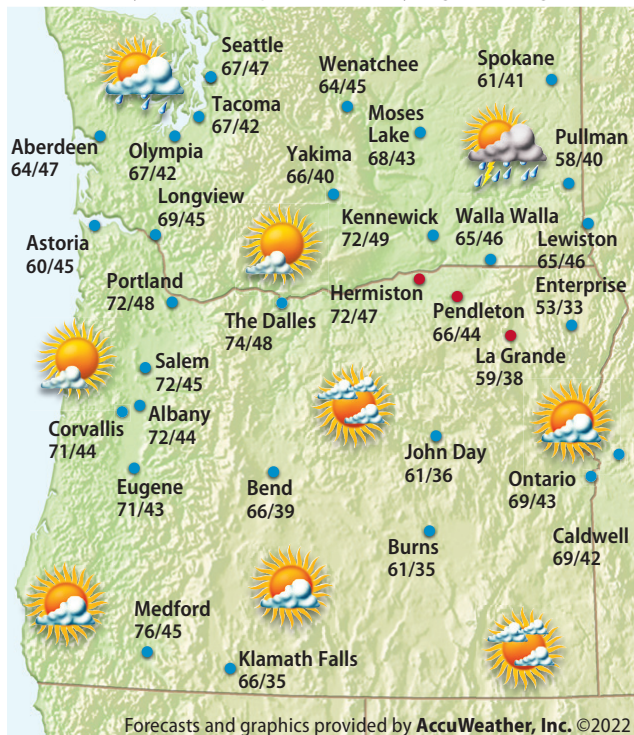 Seattle
67/47
Wenatchee
64/45
Spokane
61/41
Tacoma
67/42
Moses
Lake
68/43
Pullman
58/40
Aberdeen
64/47
Olympia
67/42
Yakima
66/40
Longview
69/45
Kennewick
72/49
Walla Walla
65/46
Lewiston
65/46
Astoria
60/45
Portland
72/48
The Dalles
74/48
Hermiston
72/47
Pendleton
66/44
Enterprise
53/33
La Grande
59/38
Salem
72/45
Albany
72/44
Corvallis
71/44
John Day
61/36
Eugene
71/43
Bend
66/39
Ontario
69/43
Burns
61/35
Caldwell
69/42
Medford
76/45
Klamath Falls
66/35
Forecasts and graphics provided by AccuWeather, Inc. ©2022